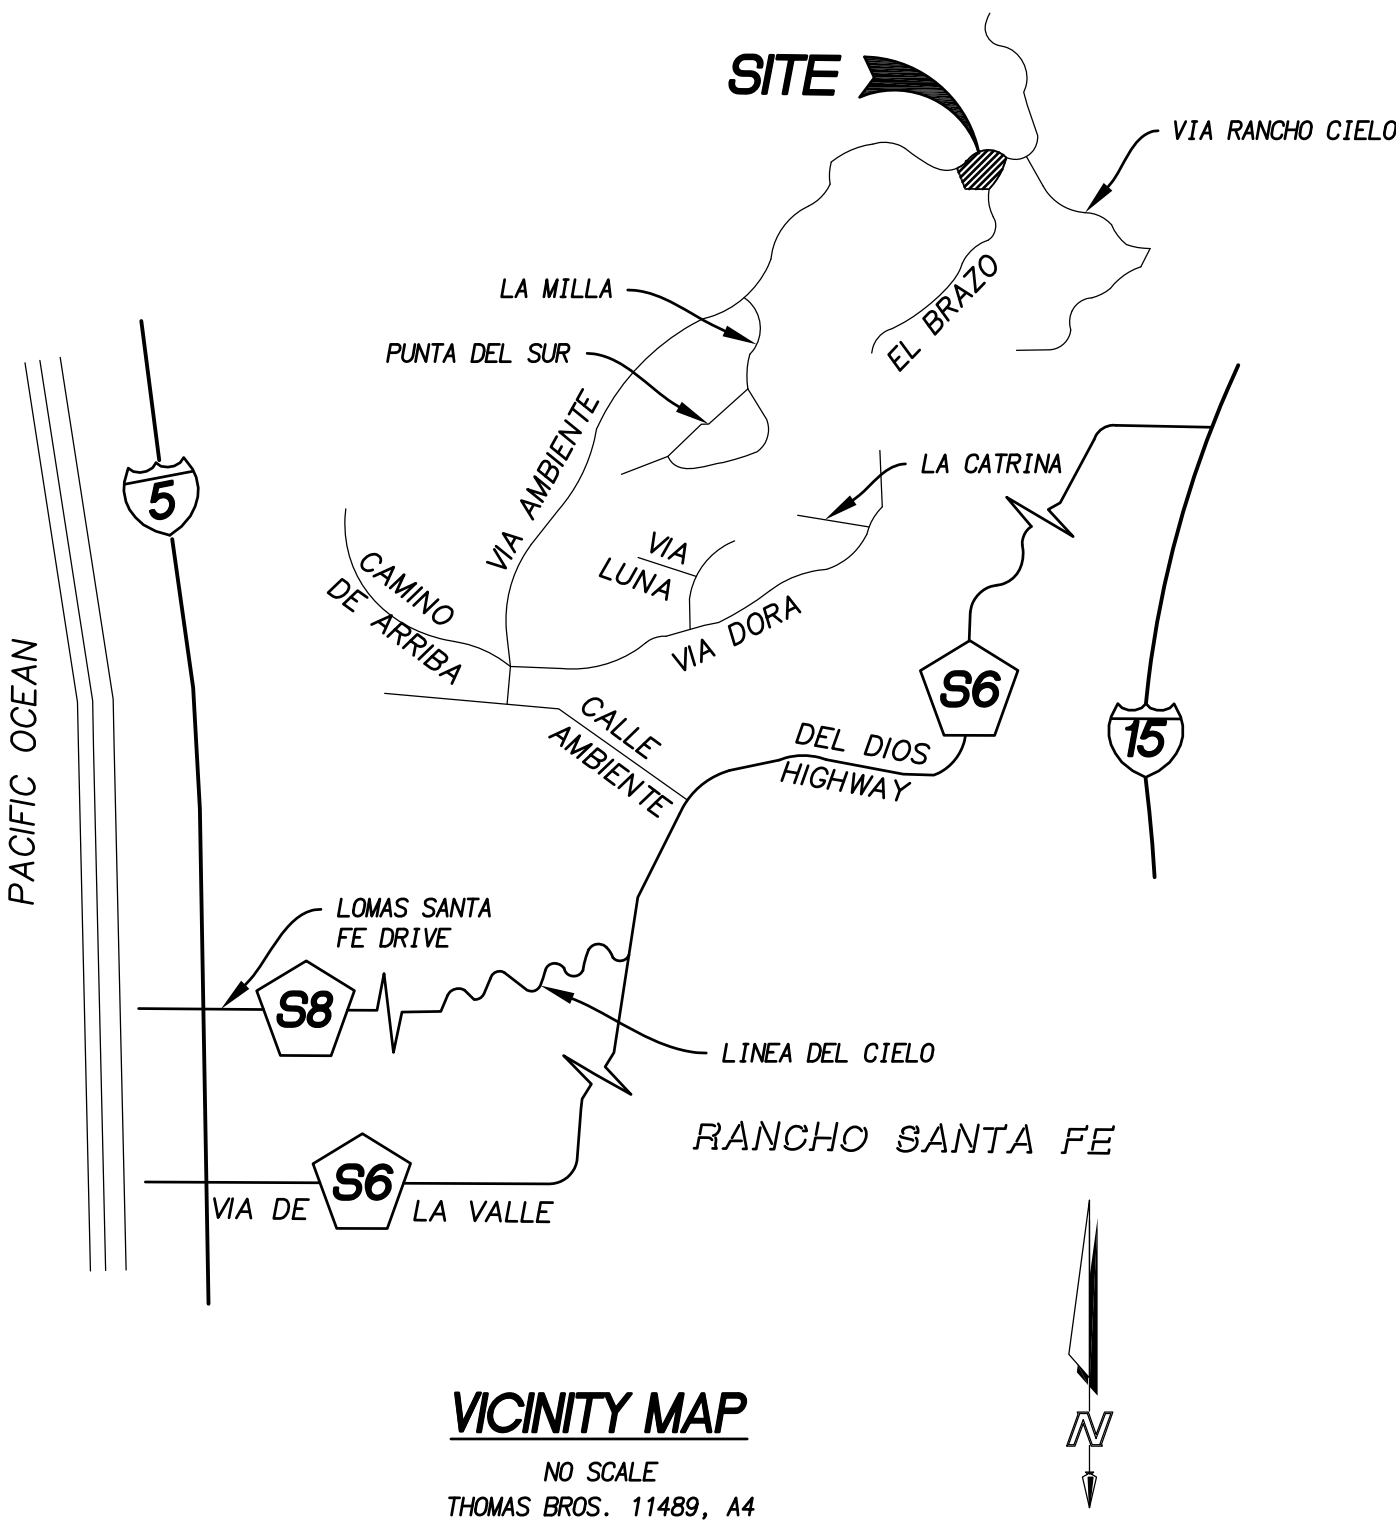 SITE
VIA RANCHO CIELO
LA MILLA
EL BRAZO
PUNTA DEL SUR
VIA AMBIENTE
LA CATRINA
5
VIA
LUNA
CAMINO
DE ARRIBA
VIA DORA
PACIFIC OCEAN
S6
CALLE
AMBIENTE
DEL DIOS
HIGHWAY
15
LOMAS SANTA
FE DRIVE
S8
LINEA DEL CIELO
RANCHO SANTA FE
S6
VIA DE LA VALLE
VICINITY MAP
N
NO SCALE
THOMAS BROS. 11489, A4